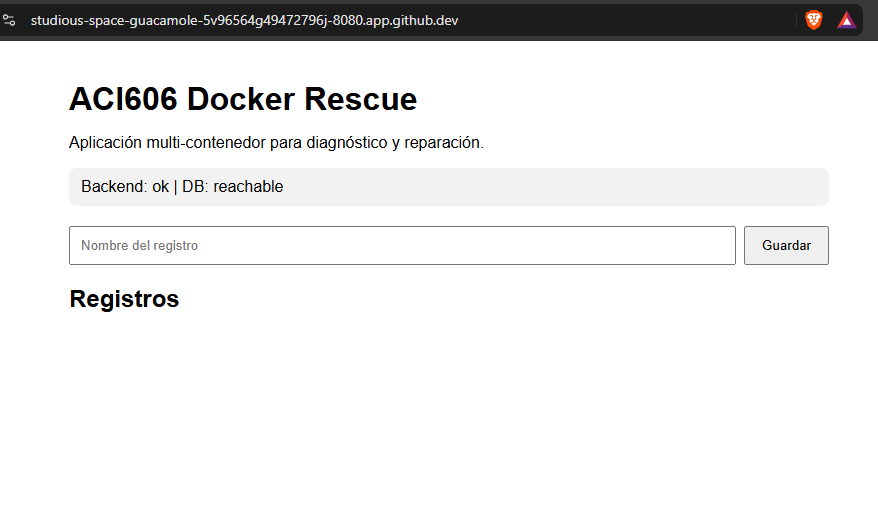 studious-space-guacamole-5v96564g49472796j-8080.app.github.dev
ACI606 Docker Rescue
Aplicación multi-contenedor para diagnóstico y reparación.
Backend: ok | DB: reachable
Nombre del registro
Guardar
Registros